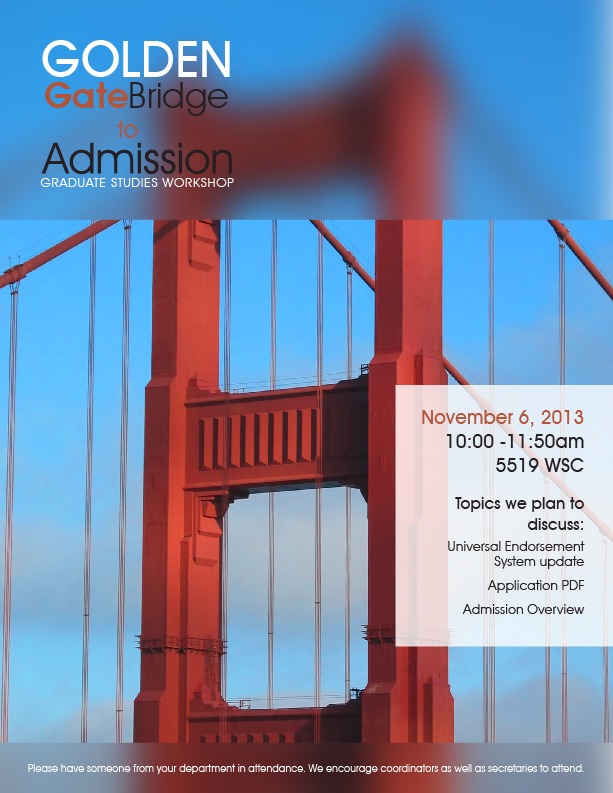 GOLDEN
GateBridge
to
Admission
GRADUATE STUDIES WORKSHOP
November 6, 2013
10:00 -11:50am
5519 WSC
Topics we plan to
discuss:
Universal Endorsement
System update
Application PDF
Admission Overview
Please have someone from your department in attendance. We encourage coordinators as well as secretaries to attend.